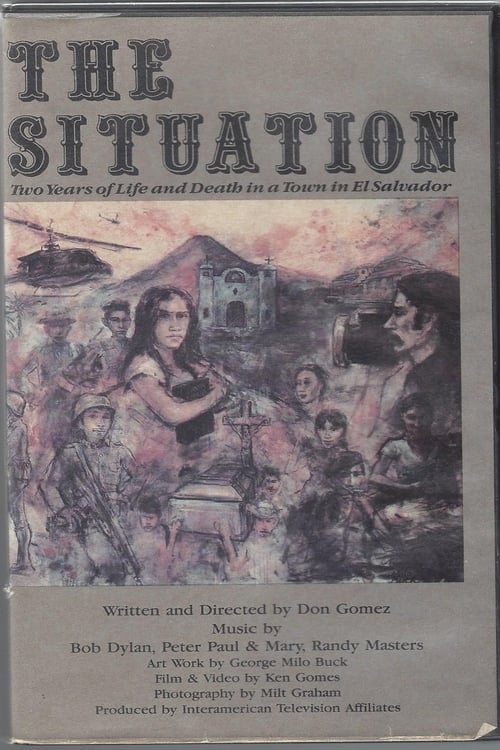 THE
SITUATION
Two Years of Life and Death in a Town in El Salvador
Written and Directed by Don Gomez
Music by
Bob Dylan, Peter Paul & Mary, Randy Masters
Art Work by George Milo Buck
Film & Video by Ken Gomes
Photography by Milt Graham
Produced by Interamerican Television Affiliates